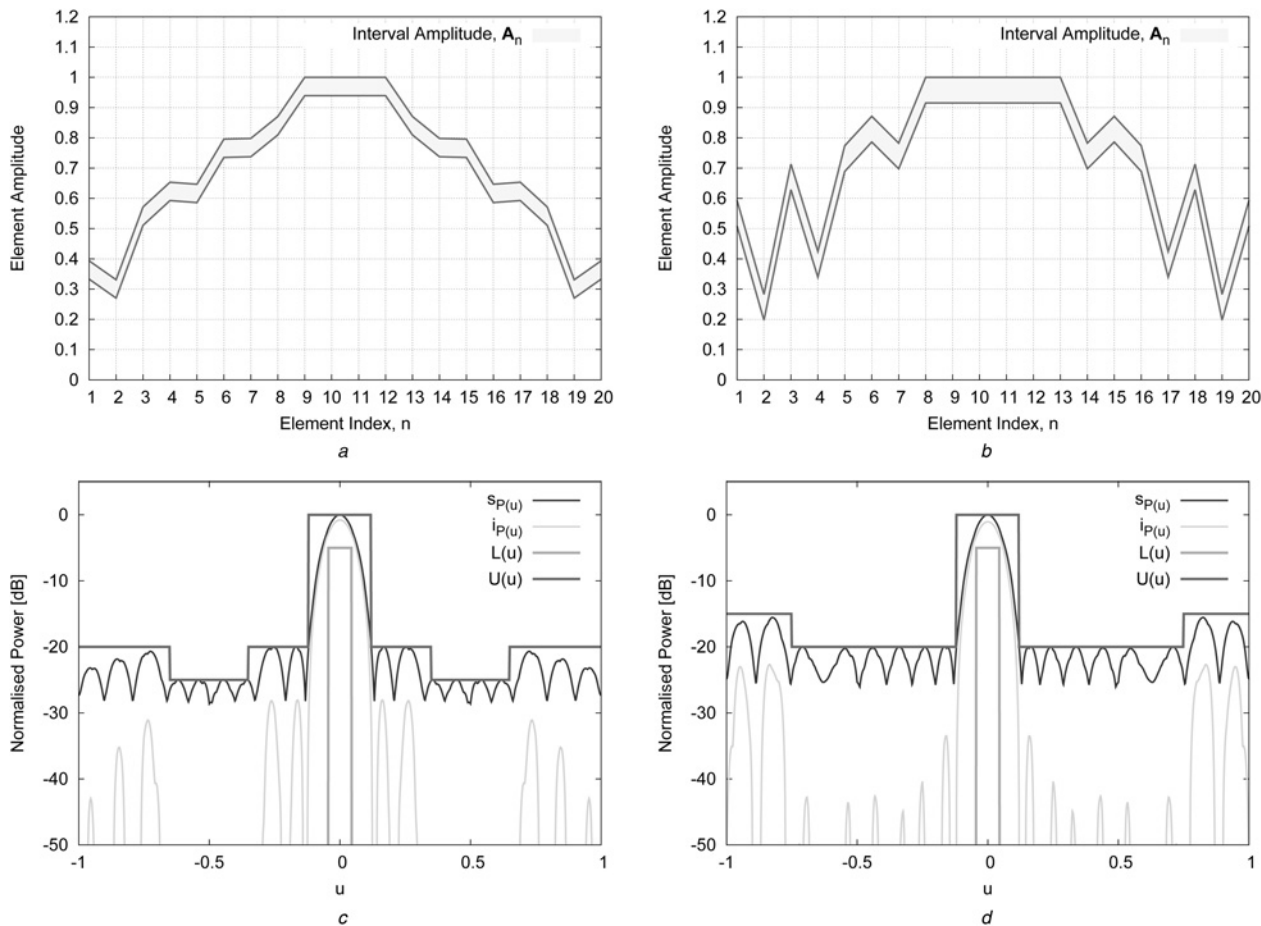 Interval Amplitude, Aₙ
1.2
1.1
1
0.9
0.8
0.7
0.6
0.5
0.4
0.3
0.2
0.1
0
Element Amplitude
1 2 3 4 5 6 7 8 9 10 11 12 13 14 15 16 17 18 19 20
Element Index, n
a
Interval Amplitude, Aₙ
1.2
1.1
1
0.9
0.8
0.7
0.6
0.5
0.4
0.3
0.2
0.1
0
Element Amplitude
1 2 3 4 5 6 7 8 9 10 11 12 13 14 15 16 17 18 19 20
Element Index, n
b
S_P(u)
i_P(u)
L(u)
U(u)
0
-10
-20
-30
-40
-50
Normalised Power [dB]
-1 -0.5 0 0.5 1
u
c
S_P(u)
i_P(u)
L(u)
U(u)
0
-10
-20
-30
-40
-50
Normalised Power [dB]
-1 -0.5 0 0.5 1
u
d